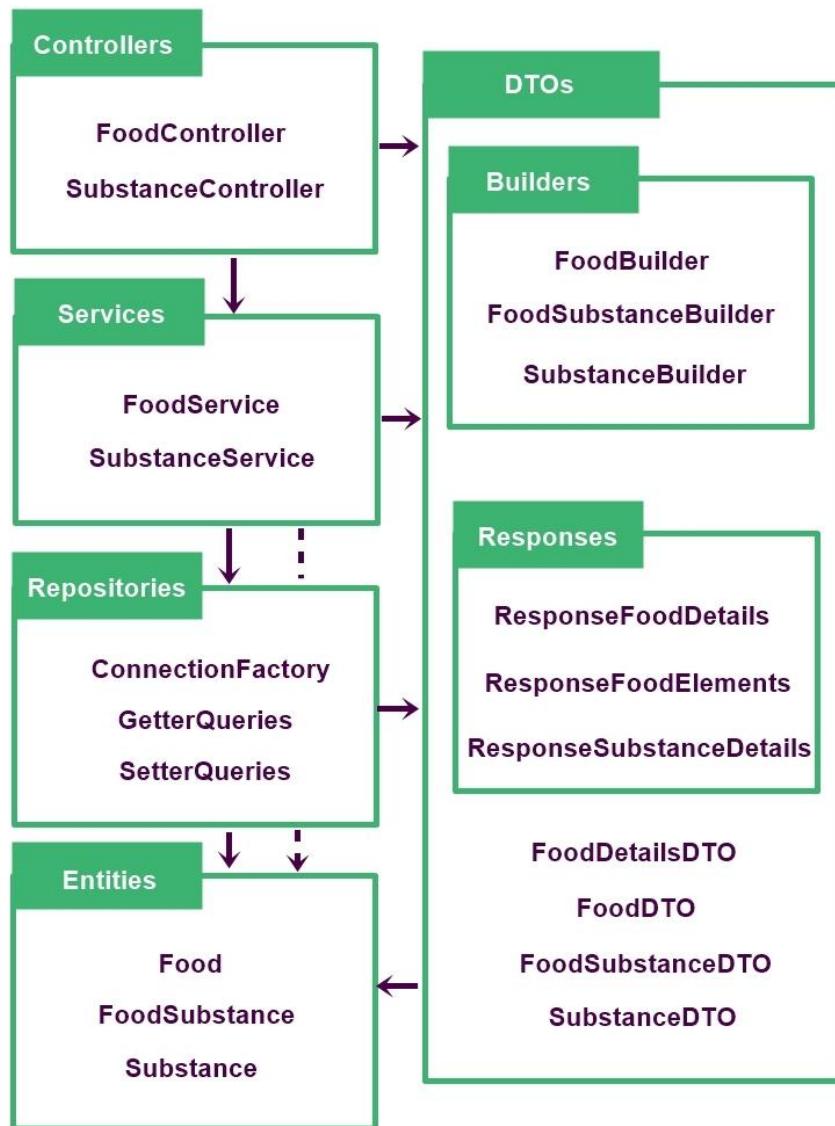 Controllers
FoodController
SubstanceController
Services
FoodService
SubstanceService
Repositories
ConnectionFactory
GetterQueries
SetterQueries
Entities
Food
FoodSubstance
Substance
DTOs
Builders
FoodBuilder
FoodSubstanceBuilder
SubstanceBuilder
Responses
ResponseFoodDetails
ResponseFoodElements
ResponseSubstanceDetails
FoodDetailsDTO
FoodDTO
FoodSubstanceDTO
SubstanceDTO